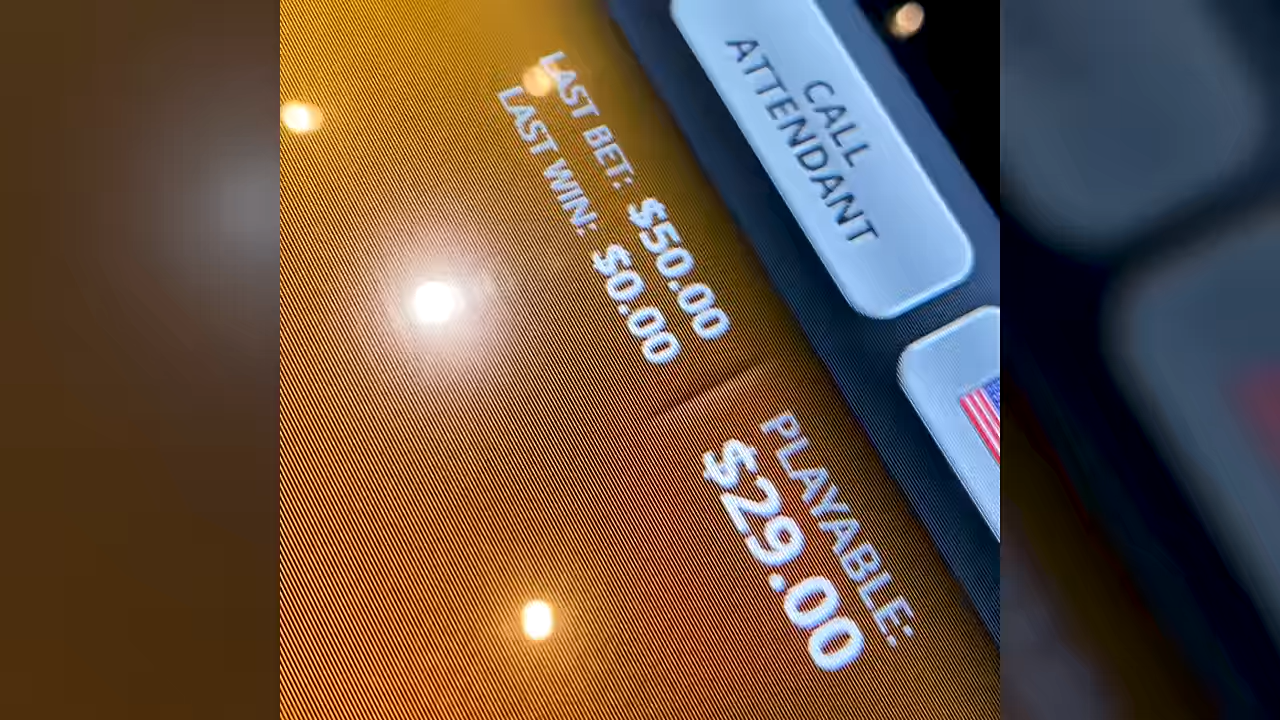 CALL
ATTENDANT
LAST BET: $50.00
LAST WIN: $0.00
PLAYABLE:
$29.00